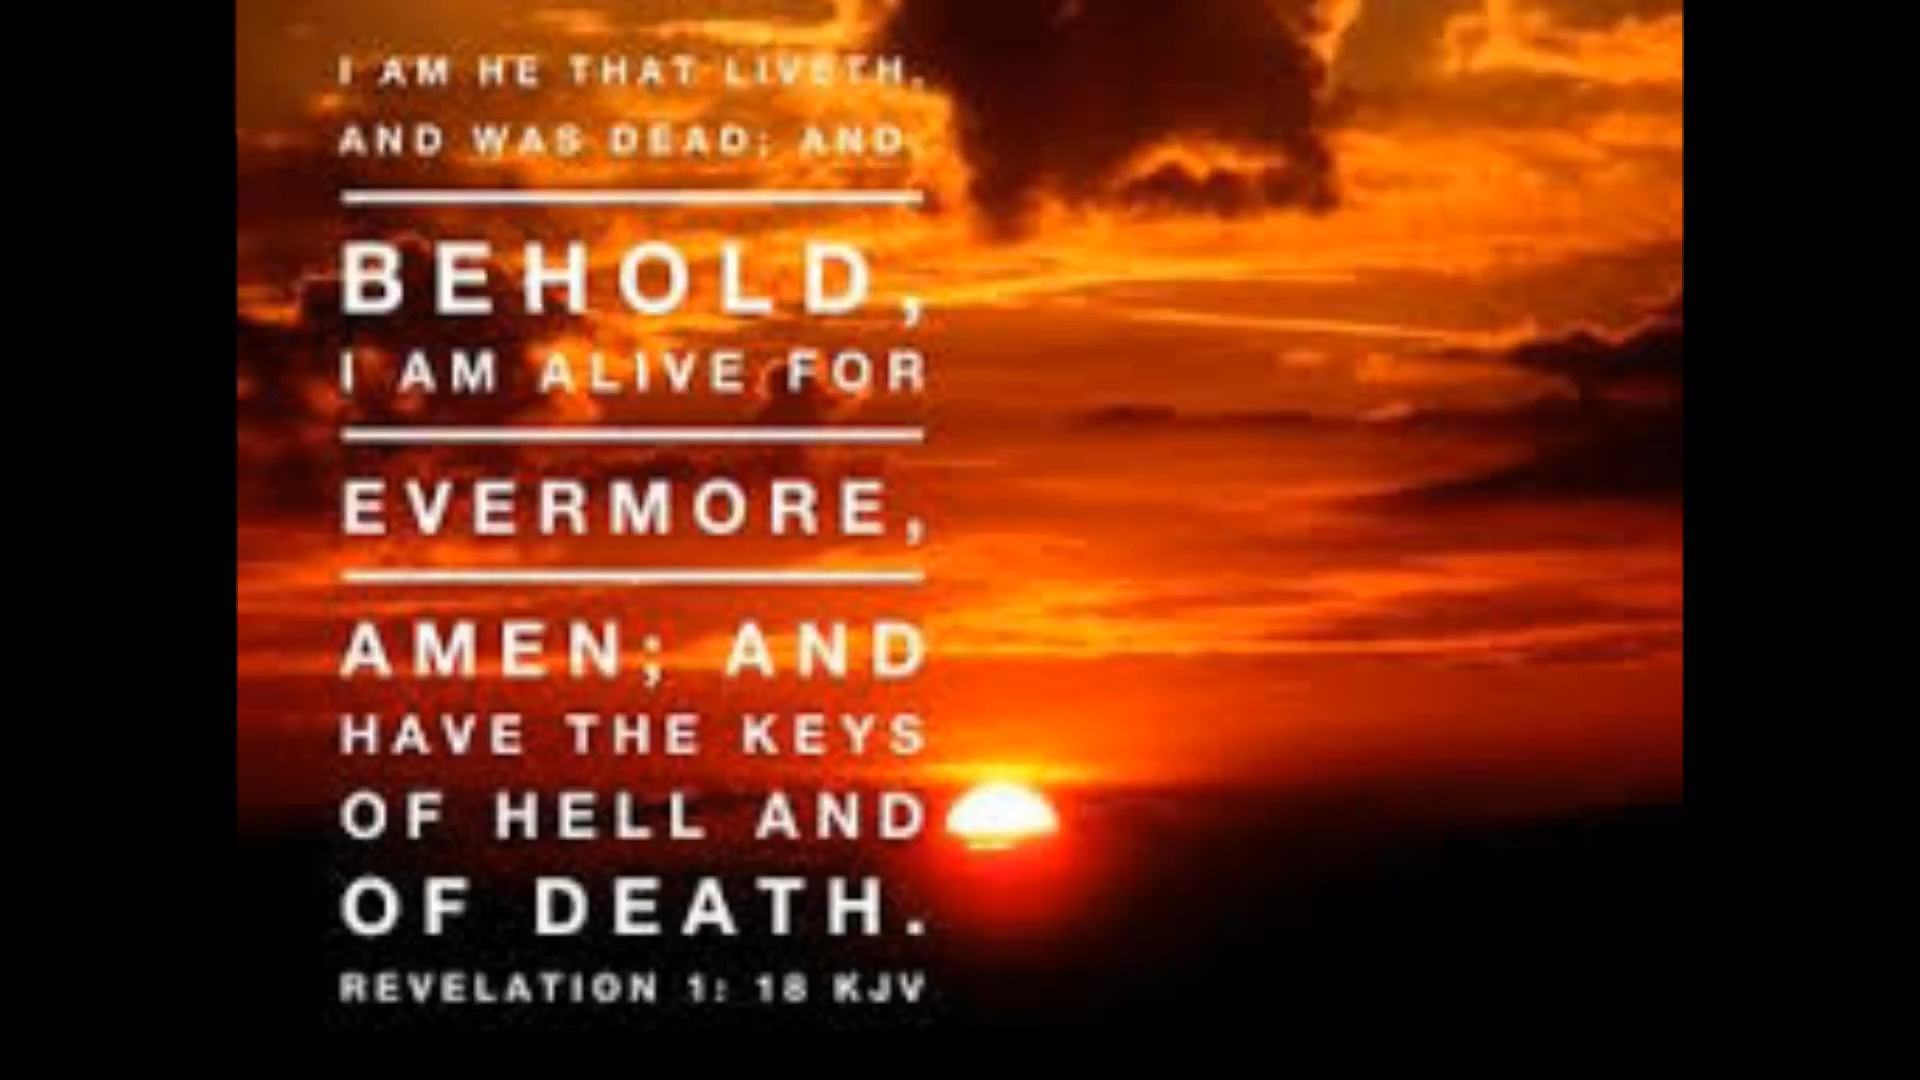 I AM HE THAT LIVETH,
AND WAS DEAD; AND
BEHOLD,
I AM ALIVE FOR
EVERMORE,
AMEN; AND
HAVE THE KEYS
OF HELL AND
OF DEATH.
REVELATION 1: 18 KJV